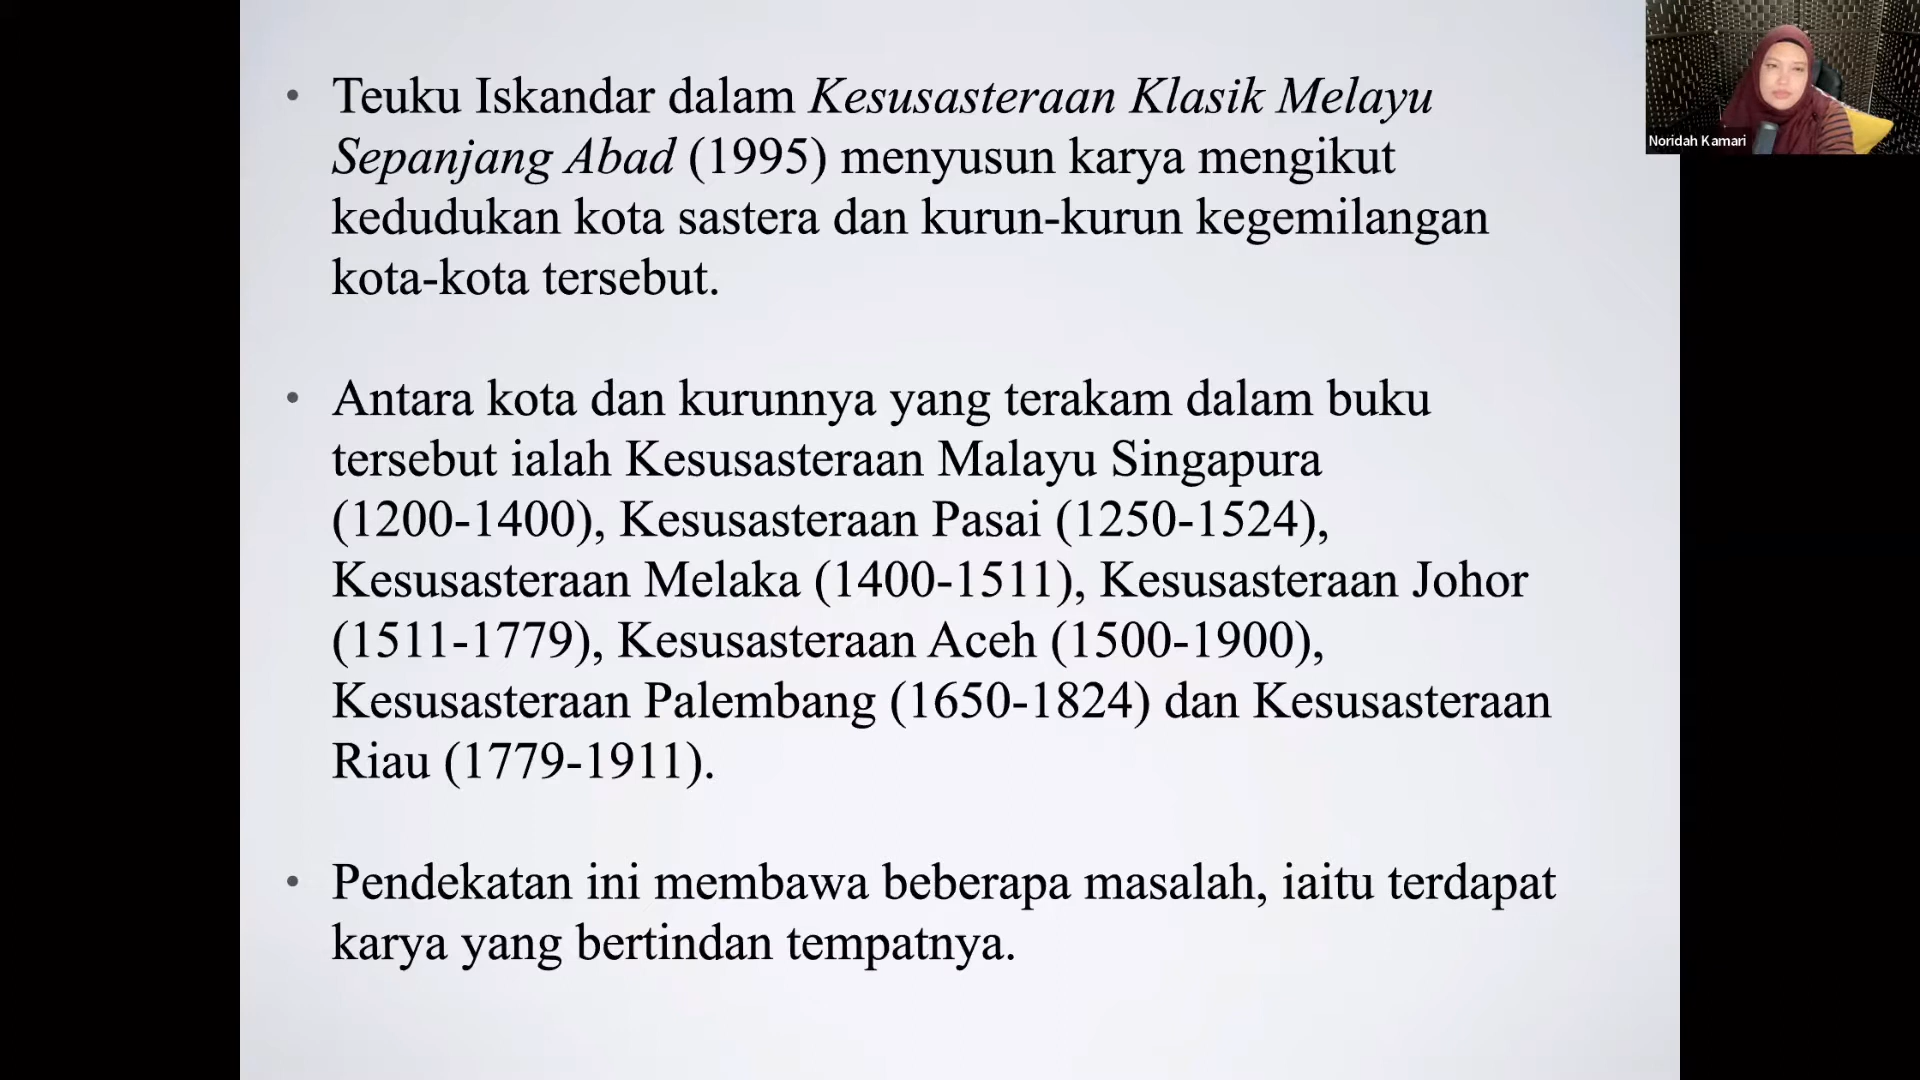 • Teuku Iskandar dalam Kesusasteraan Klasik Melayu
Sepanjang Abad (1995) menyusun karya mengikut
kedudukan kota sastera dan kurun-kurun kegemilangan
kota-kota tersebut.
• Antara kota dan kurunnya yang terakam dalam buku
tersebut ialah Kesusasteraan Malayu Singapura
(1200-1400), Kesusasteraan Pasai (1250-1524),
Kesusasteraan Melaka (1400-1511), Kesusasteraan Johor
(1511-1779), Kesusasteraan Aceh (1500-1900),
Kesusasteraan Palembang (1650-1824) dan Kesusasteraan
Riau (1779-1911).
• Pendekatan ini membawa beberapa masalah, iaitu terdapat
karya yang bertindan tempatnya.
Noridah Kamari